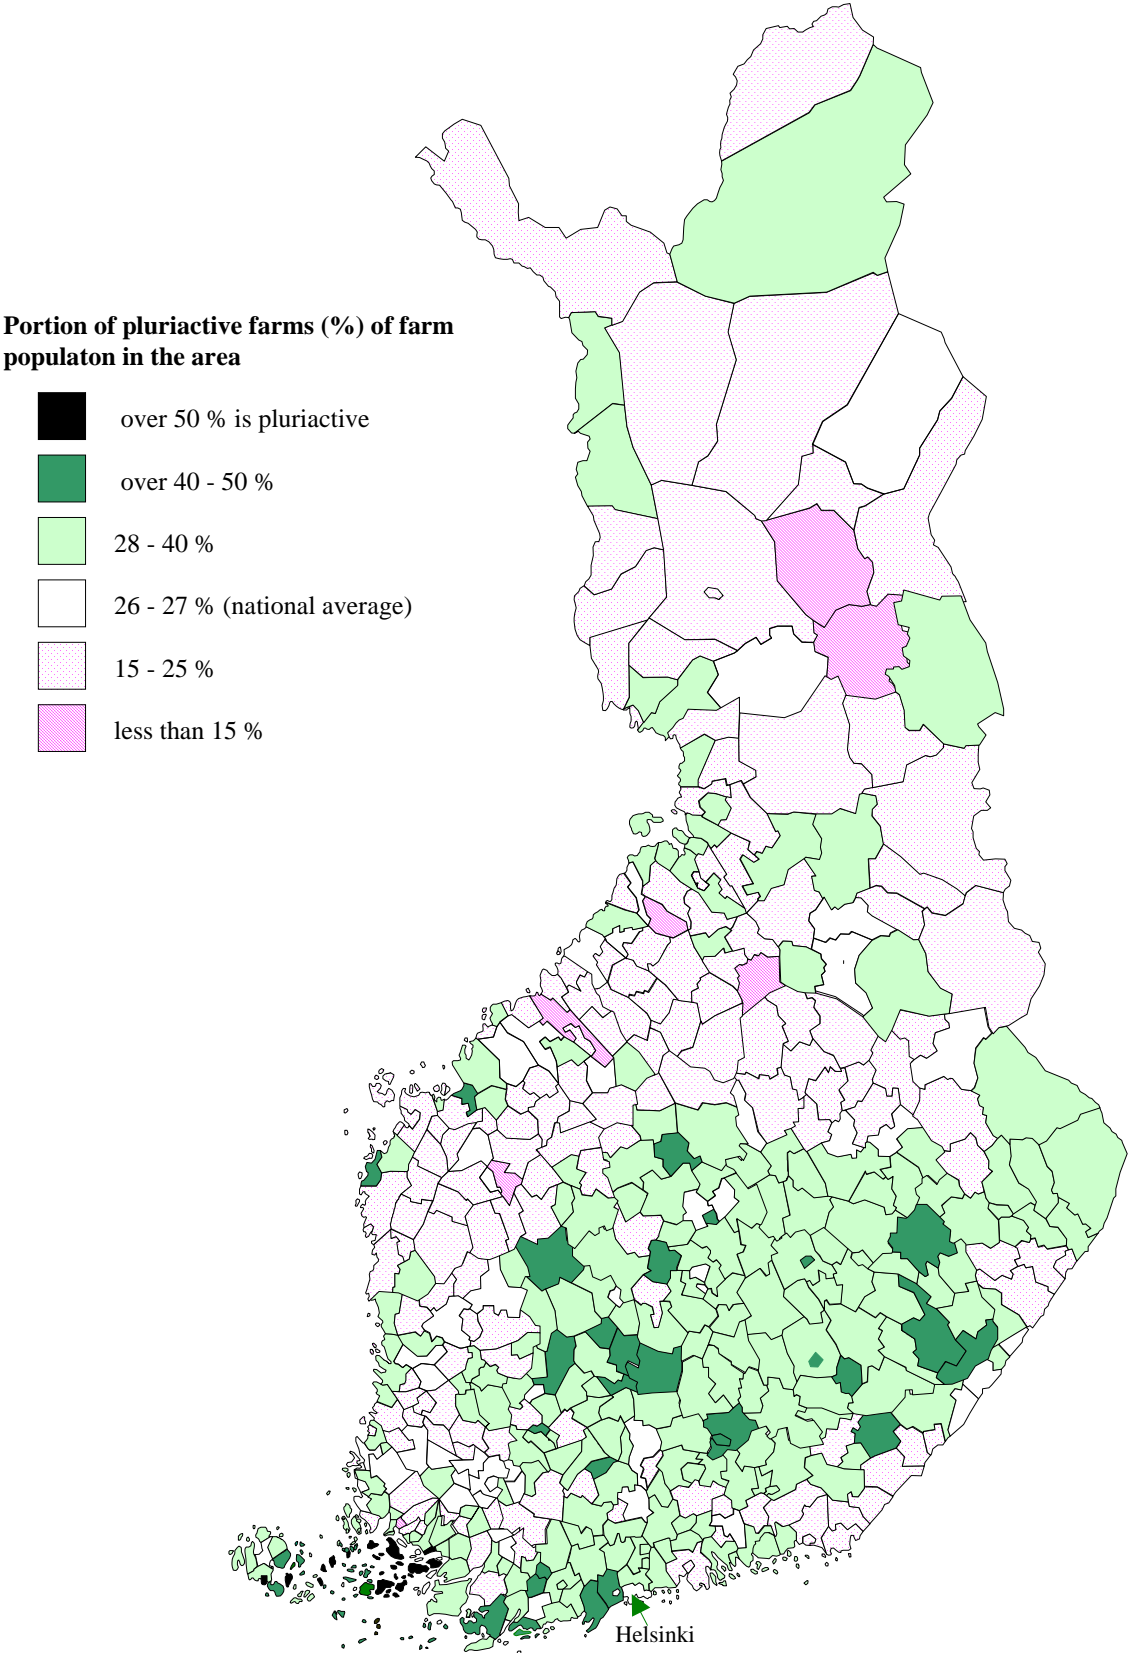 Portion of pluriactive farms (%) of farm
populaton in the area
over 50 % is pluriactive
over 40 - 50 %
28 - 40 %
26 - 27 % (national average)
15 - 25 %
less than 15 %
Helsinki